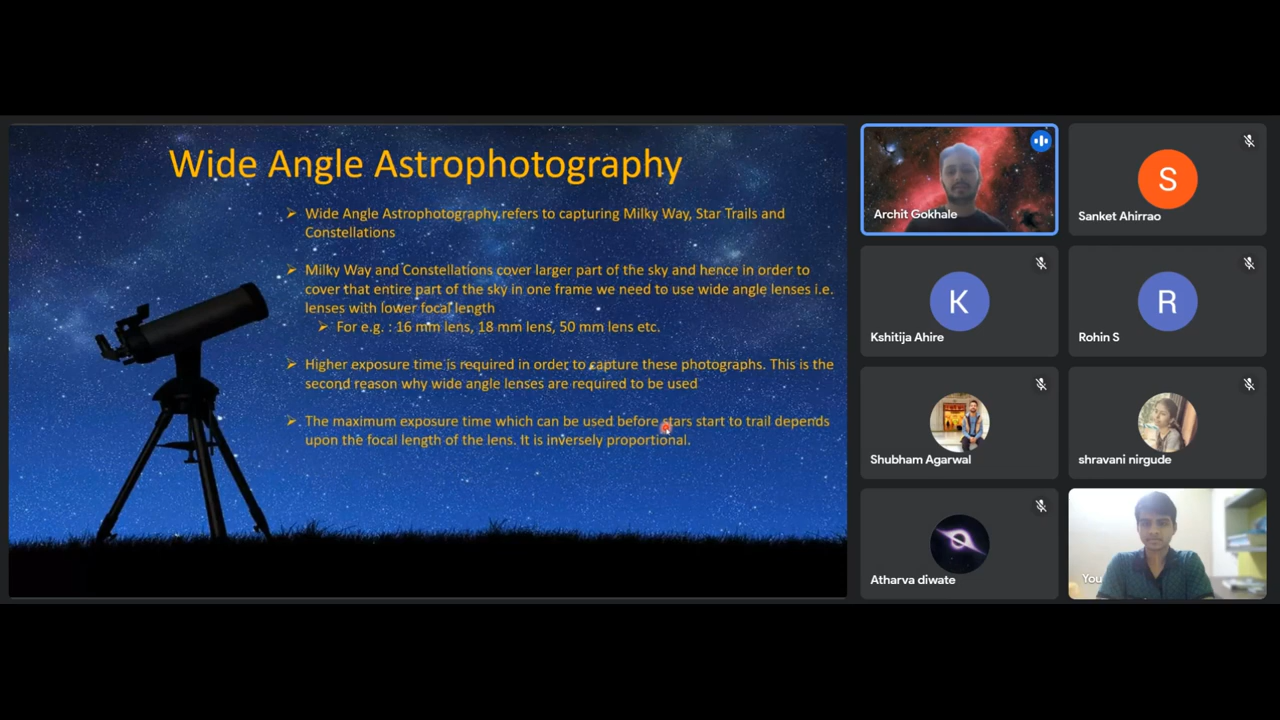 Wide Angle Astrophotography
➢ Wide Angle Astrophotography refers to capturing Milky Way, Star Trails and
Constellations
➢ Milky Way and Constellations cover larger part of the sky and hence in order to
cover that entire part of the sky in one frame we need to use wide angle lenses i.e.
lenses with lower focal length
➢ For e.g. : 16 mm lens, 18 mm lens, 50 mm lens etc.
➢ Higher exposure time is required in order to capture these photographs. This is the
second reason why wide angle lenses are required to be used
➢ The maximum exposure time which can be used before stars start to trail depends
upon the focal length of the lens. It is inversely proportional.
Archit Gokhale
S
Sanket Ahirrao
K
Kshitija Ahire
R
Rohin S
Shubham Agarwal
shravani nirgude
Atharva diwate
You